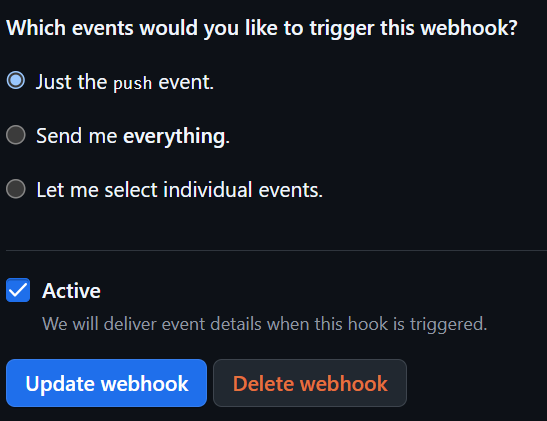 Which events would you like to trigger this webhook?
Just the push event.
Send me everything.
Let me select individual events.
Active
We will deliver event details when this hook is triggered.
Update webhook
Delete webhook